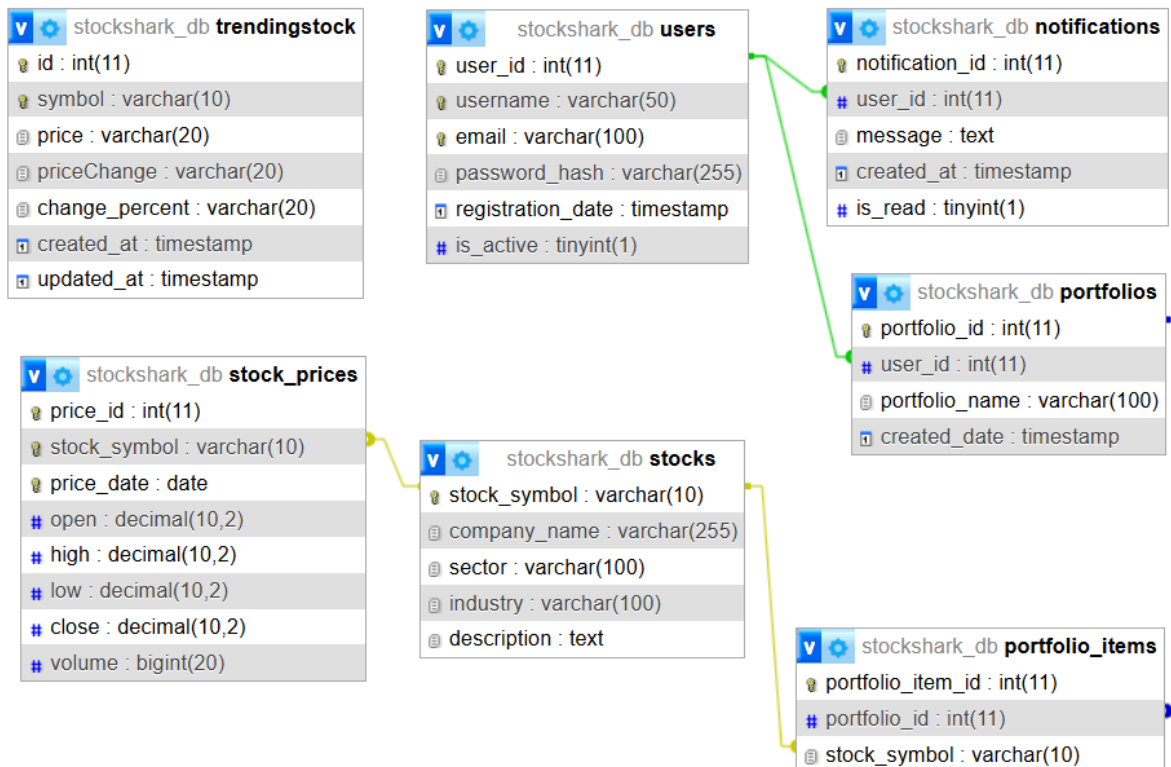 stockshark_db trendingstock
id : int(11)
symbol : varchar(10)
price : varchar(20)
priceChange : varchar(20)
change_percent : varchar(20)
created_at : timestamp
updated_at : timestamp
stockshark_db users
user_id : int(11)
username : varchar(50)
email : varchar(100)
password_hash : varchar(255)
registration_date : timestamp
is_active : tinyint(1)
stockshark_db notifications
notification_id : int(11)
user_id : int(11)
message : text
created_at : timestamp
is_read : tinyint(1)
stockshark_db portfolios
portfolio_id : int(11)
user_id : int(11)
portfolio_name : varchar(100)
created_date : timestamp
stockshark_db stock_prices
price_id : int(11)
stock_symbol : varchar(10)
price_date : date
open : decimal(10,2)
high : decimal(10,2)
low : decimal(10,2)
close : decimal(10,2)
volume : bigint(20)
stockshark_db stocks
stock_symbol : varchar(10)
company_name : varchar(255)
sector : varchar(100)
industry : varchar(100)
description : text
stockshark_db portfolio_items
portfolio_item_id : int(11)
portfolio_id : int(11)
stock_symbol : varchar(10)